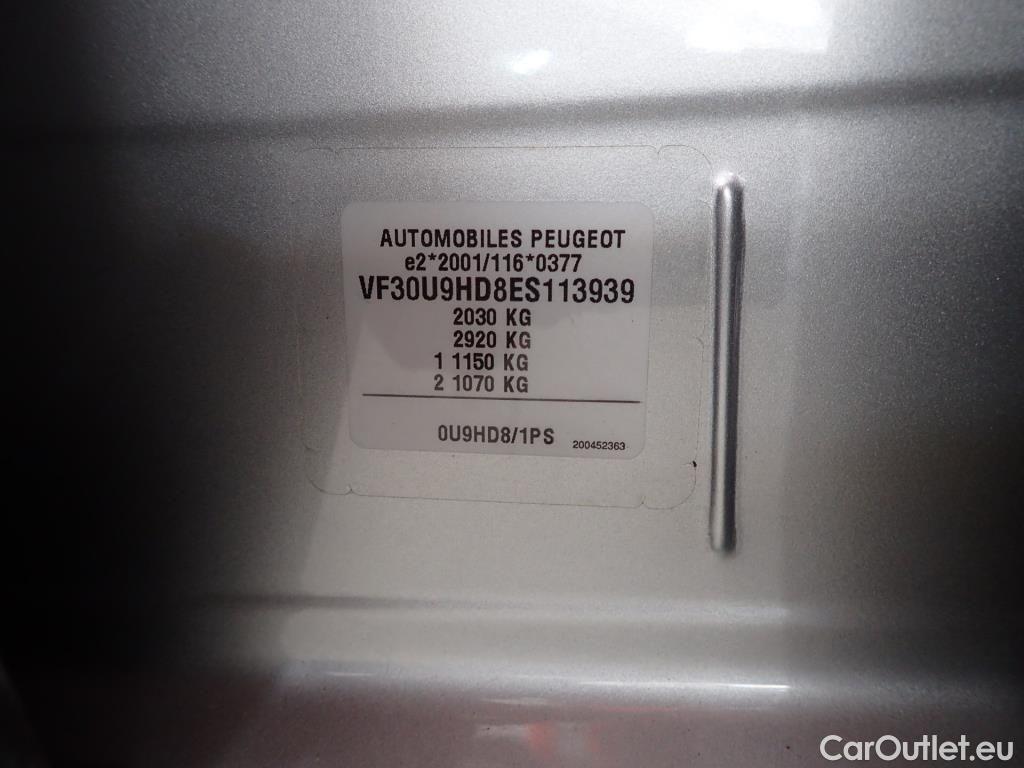 AUTOMOBILES PEUGEOT
e2*2001/116*0377
VF30U9HD8ES113939
2030 KG
2920 KG
1 1150 KG
2 1070 KG
0U9HD8/1PS 200452363
CarOutlet.eu